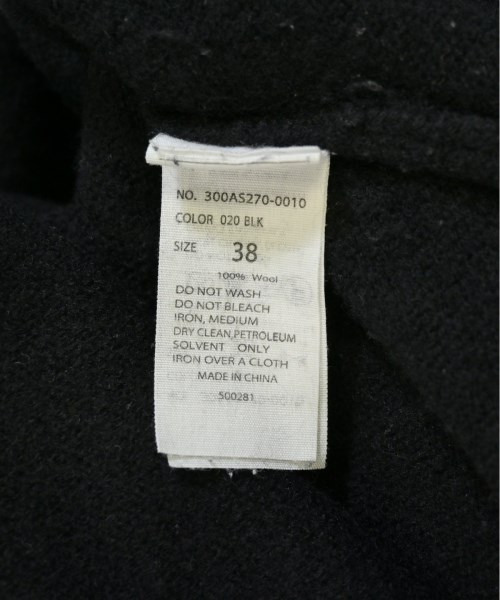 NO. 300AS270-0010
COLOR 020 BLK
SIZE 38
100% Wool
DO NOT WASH
DO NOT BLEACH
IRON, MEDIUM
DRY CLEAN,PETROLEUM
SOLVENT ONLY
IRON OVER A CLOTH
MADE IN CHINA
500281